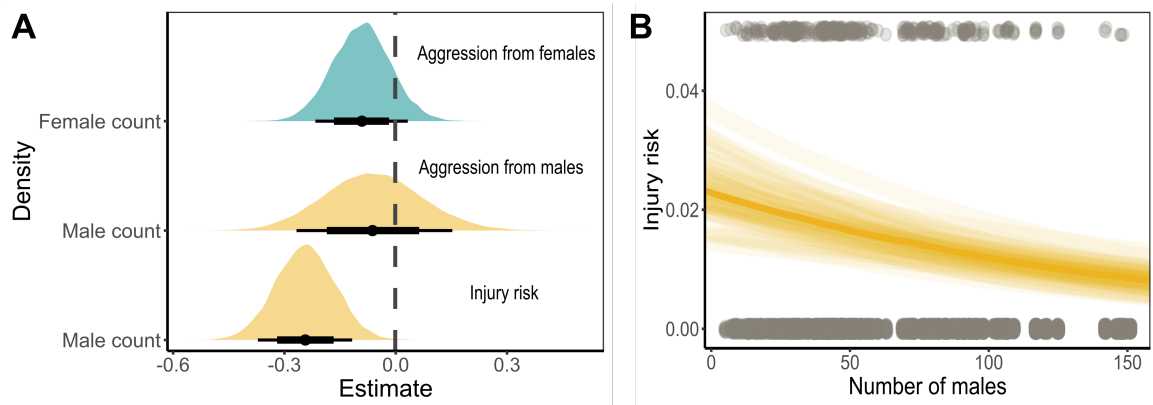 A
Aggression from females
Female count
Aggression from males
Male count
Injury risk
Male count
Density
-0.6
-0.3
0.0
0.3
Estimate
B
0.04
0.02
0.00
Injury risk
0
50
100
150
Number of males